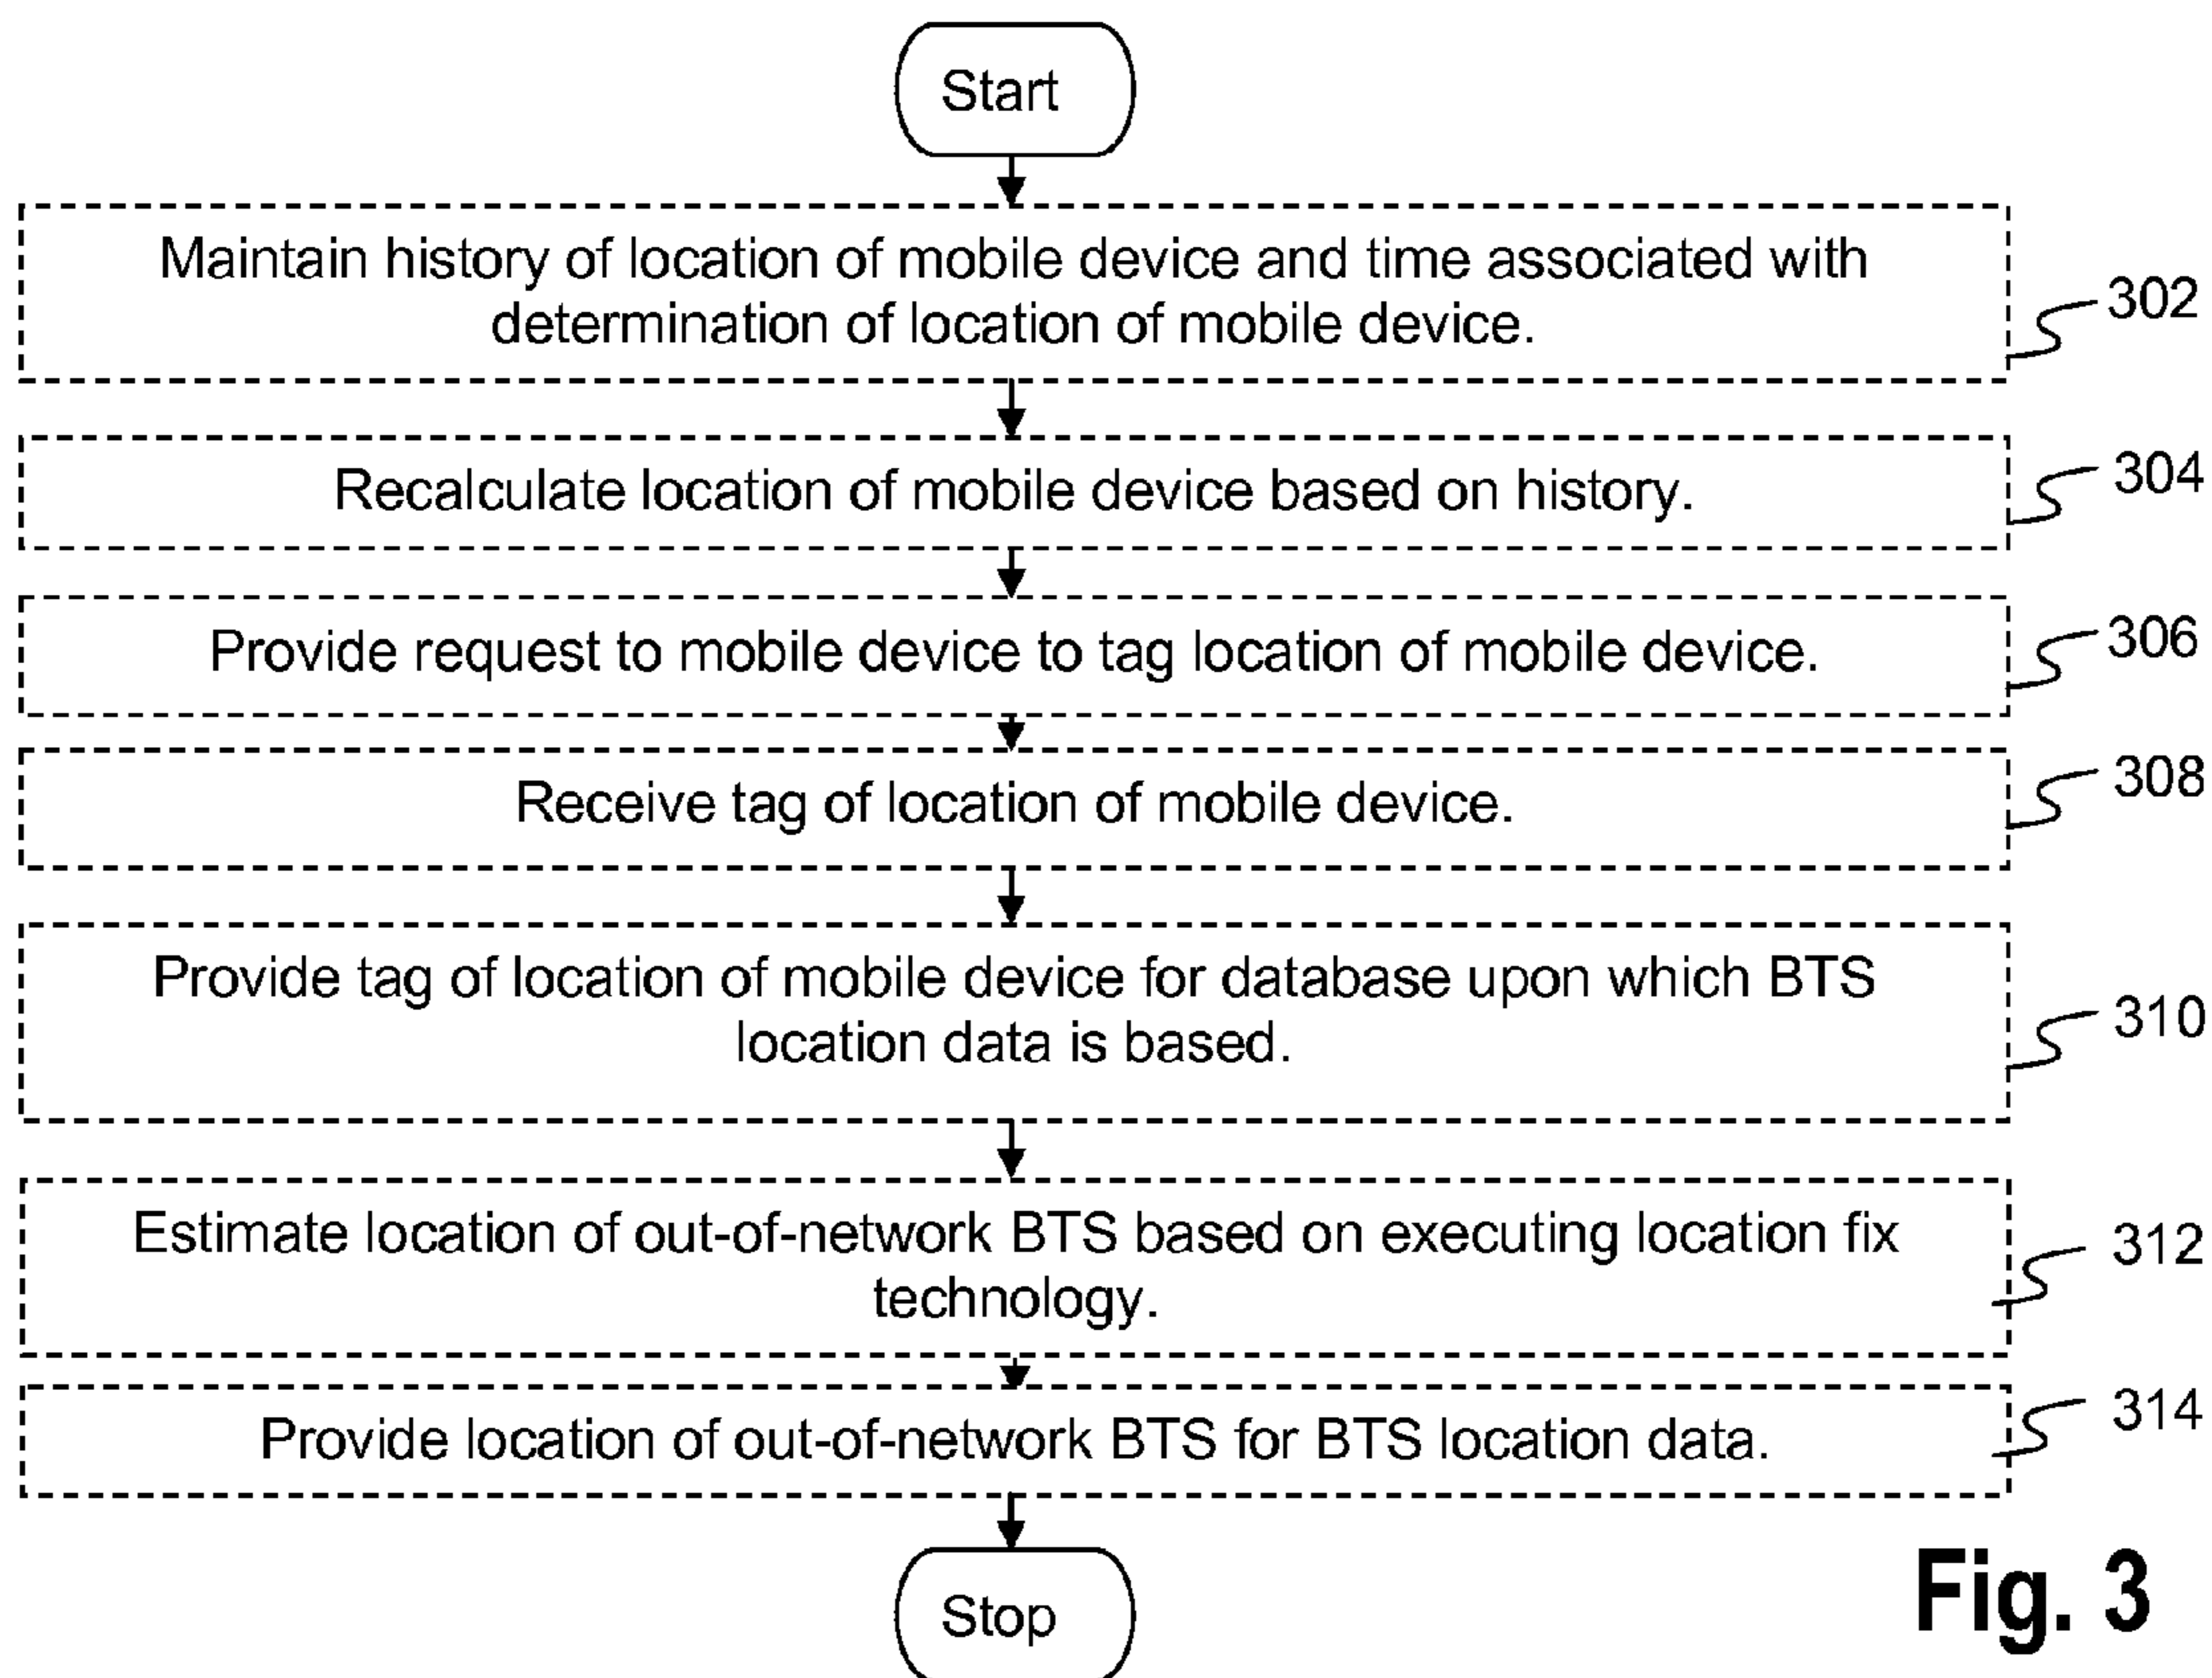 Start
Maintain history of location of mobile device and time associated with
determination of location of mobile device.
302
Recalculate location of mobile device based on history.
304
Provide request to mobile device to tag location of mobile device.
306
Receive tag of location of mobile device.
308
Provide tag of location of mobile device for database upon which BTS
location data is based.
310
Estimate location of out-of-network BTS based on executing location fix
technology.
312
Provide location of out-of-network BTS for BTS location data.
314
Stop
Fig. 3